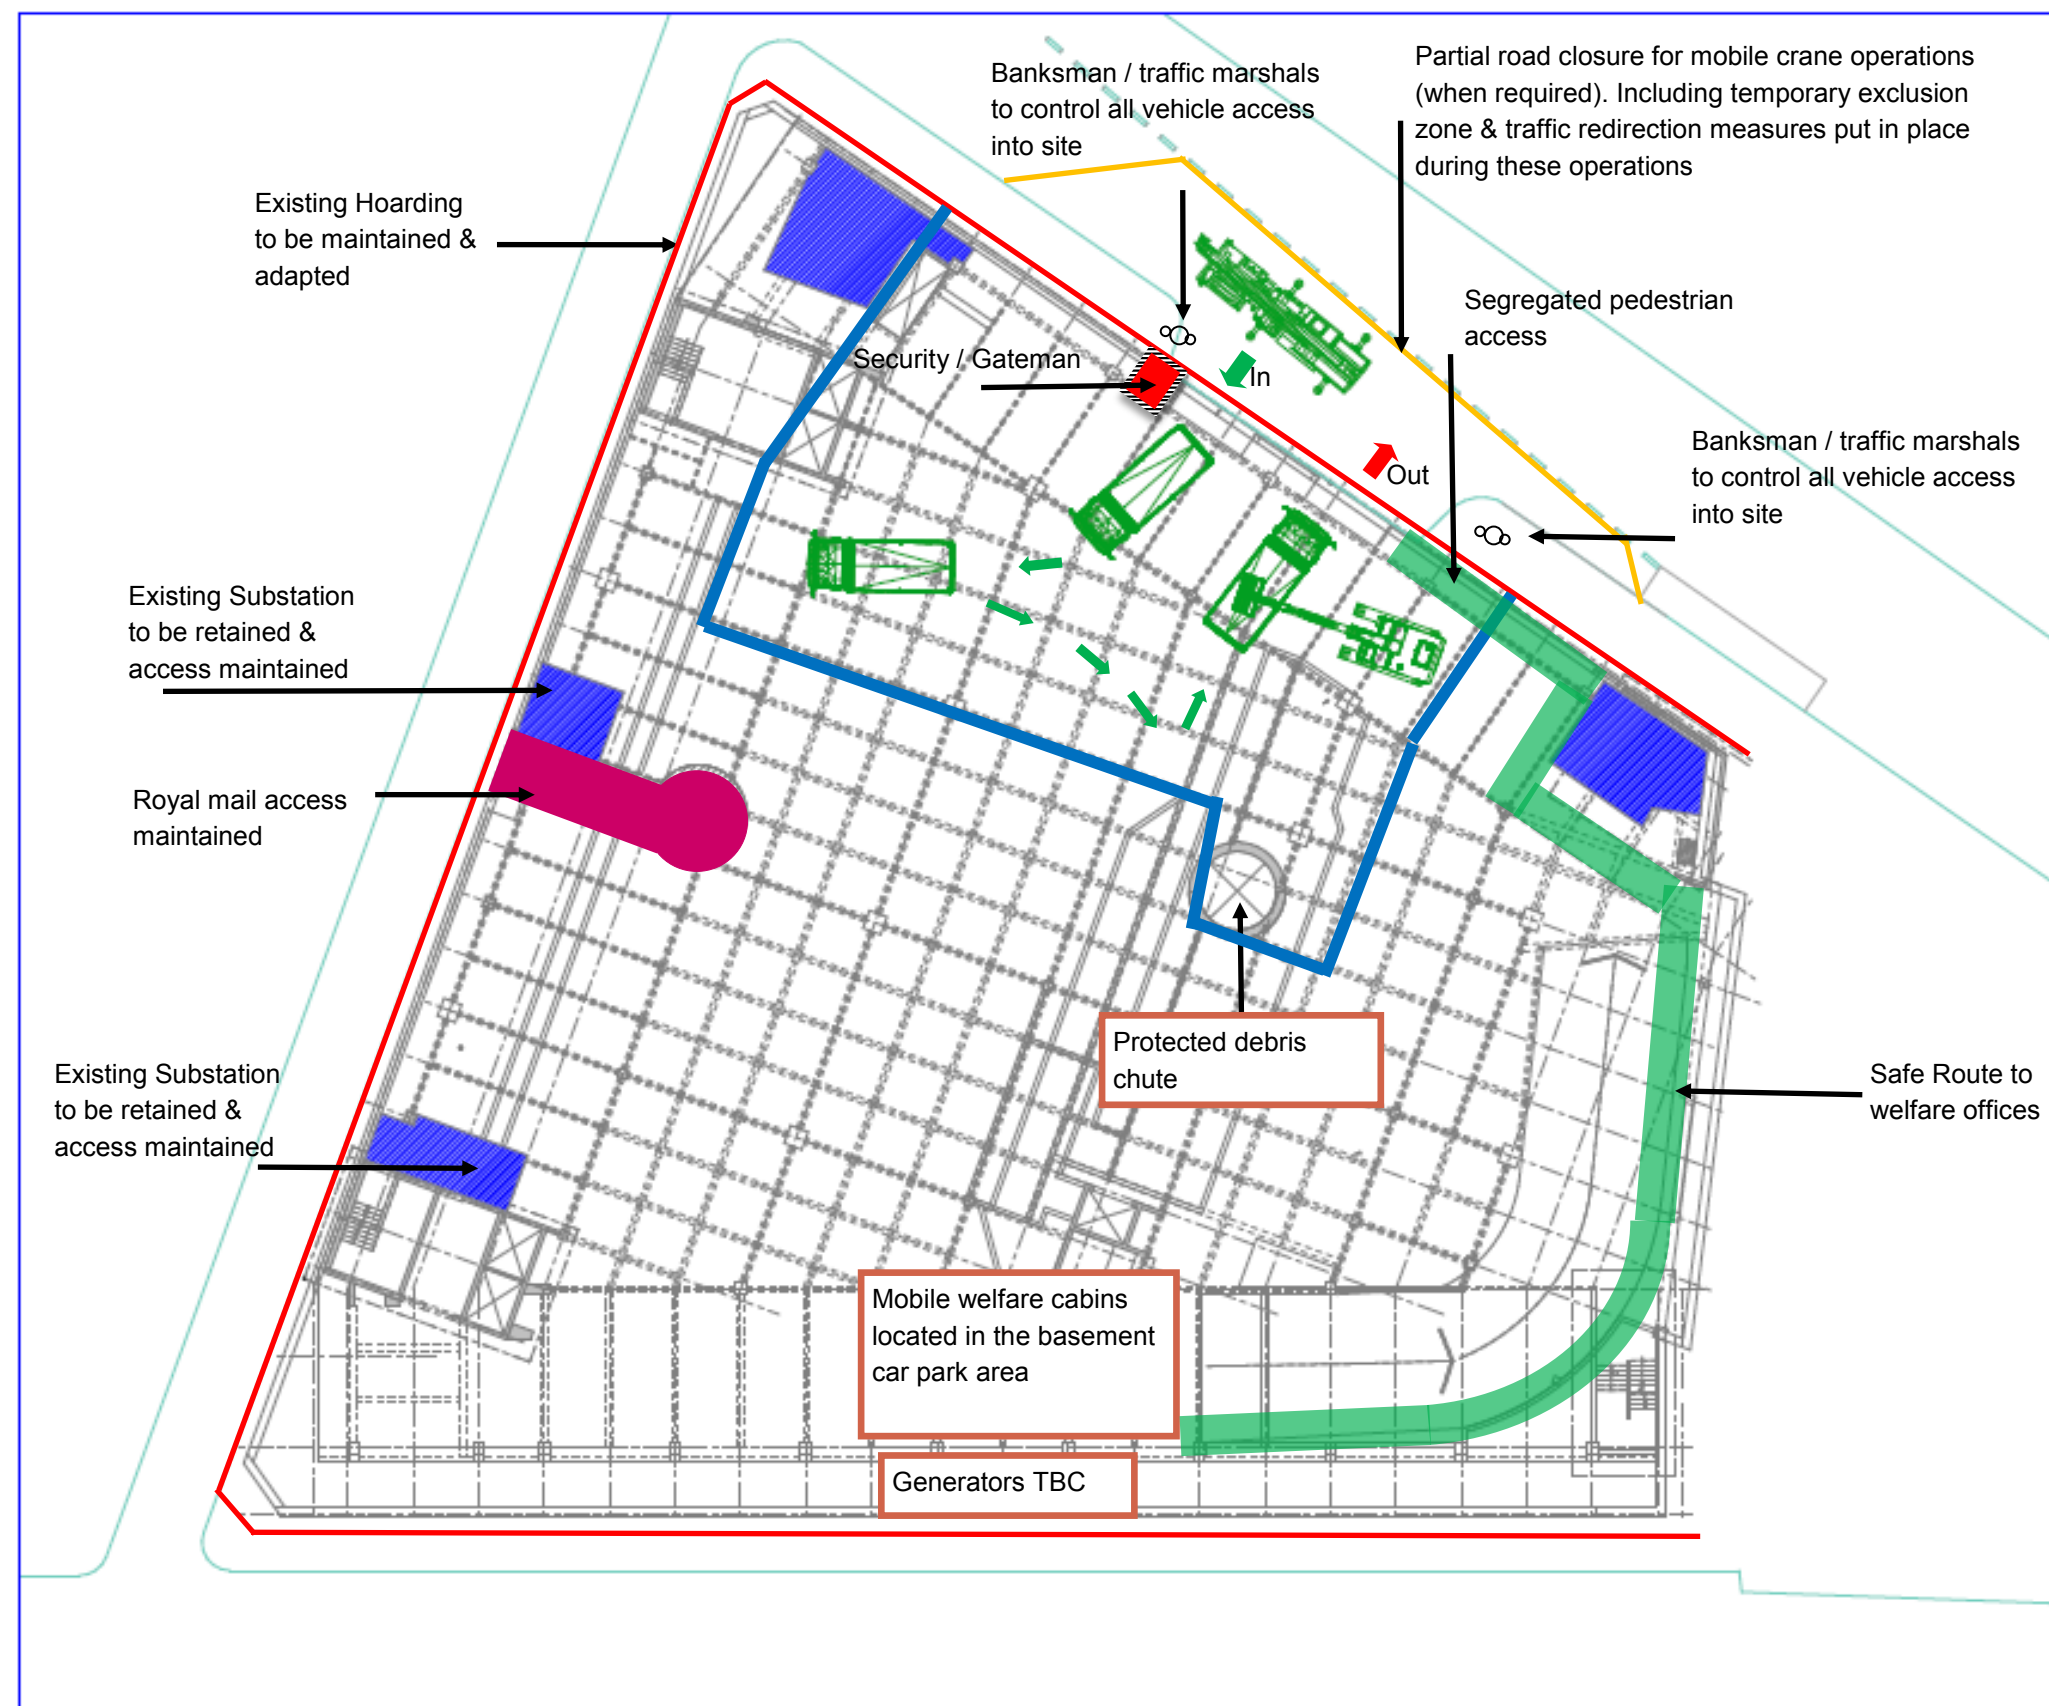 Banksman / traffic marshals
to control all vehicle access
into site
Partial road closure for mobile crane operations
(when required). Including temporary exclusion
zone & traffic redirection measures put in place
during these operations
Existing Hoarding
to be maintained &
adapted
Segregated pedestrian
access
Security / Gateman
In
Out
Banksman / traffic marshals
to control all vehicle access
into site
Existing Substation
to be retained &
access maintained
Royal mail access
maintained
Protected debris
chute
Existing Substation
to be retained &
access maintained
Safe Route to
welfare offices
Mobile welfare cabins
located in the basement
car park area
Generators TBC